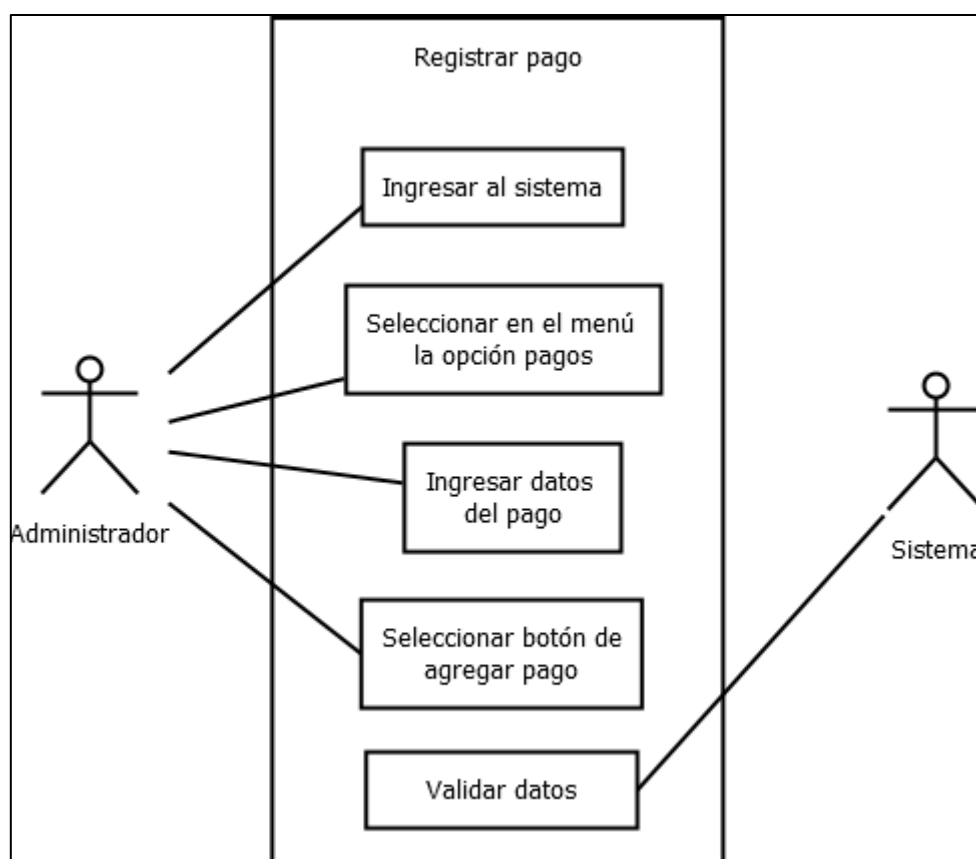 Registrar pago
Ingresar al sistema
Seleccionar en el menú
la opción pagos
Ingresar datos
del pago
Administrador
Sistema
Seleccionar botón de
agregar pago
Validar datos